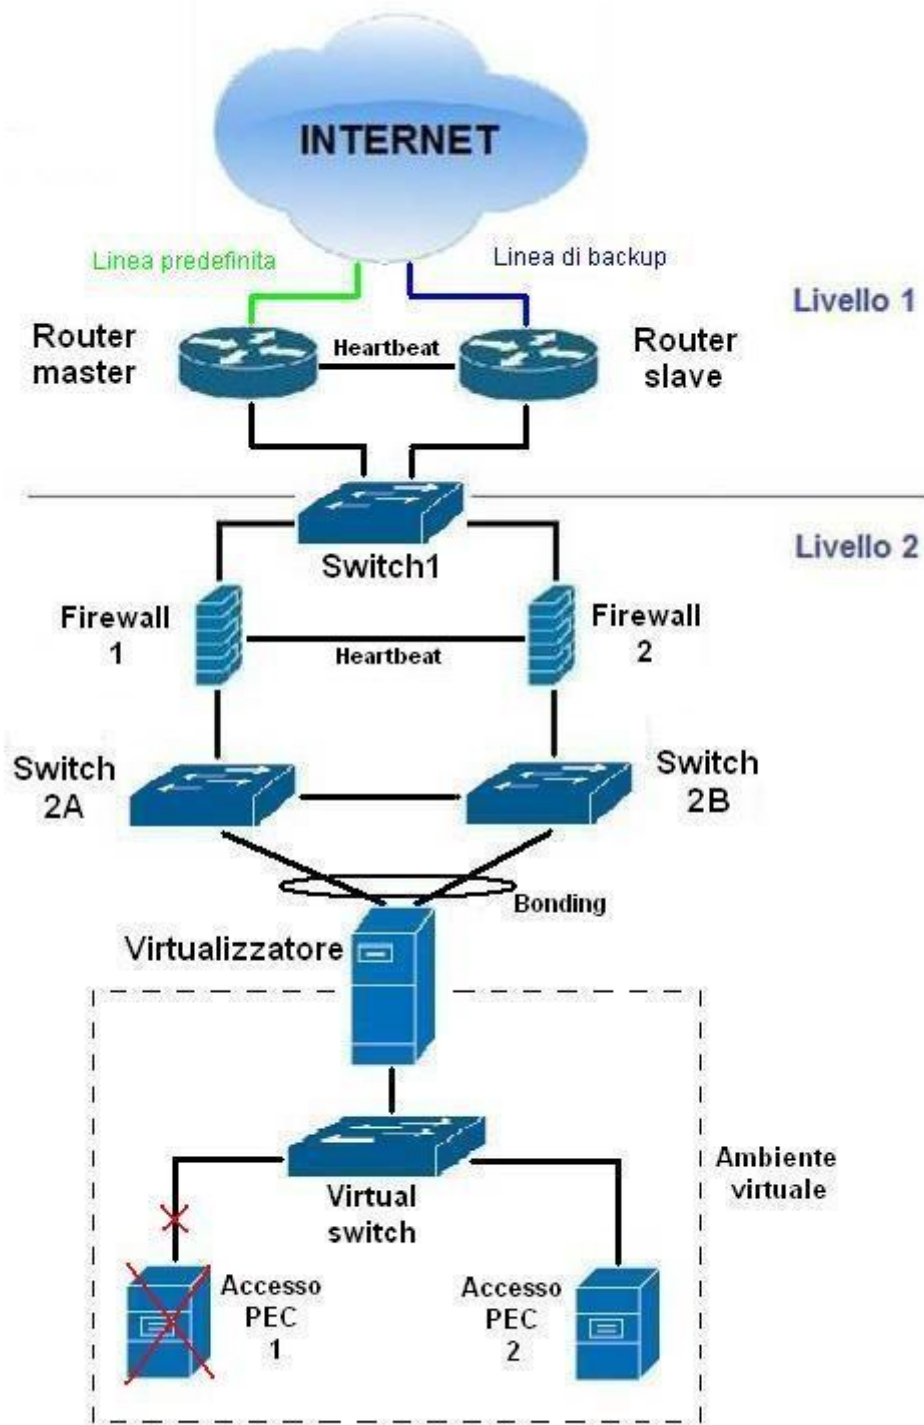 INTERNET
Linea predefinita
Linea di backup
Livello 1
Router
master
Heartbeat
Router
slave
Switch1
Livello 2
Firewall
1
Heartbeat
Firewall
2
Switch
2A
Switch
2B
Bonding
Virtualizzatore
Virtual
switch
Ambiente
virtuale
Accesso
PEC
1
Accesso
PEC
2